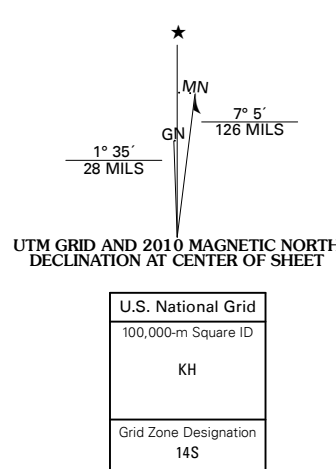 ★
MN
GN
7° 5´
126 MILS
1° 35´
28 MILS
UTM GRID AND 2010 MAGNETIC NORTH
DECLINATION AT CENTER OF SHEET
U.S. National Grid
100,000-m Square ID
KH
Grid Zone Designation
14S